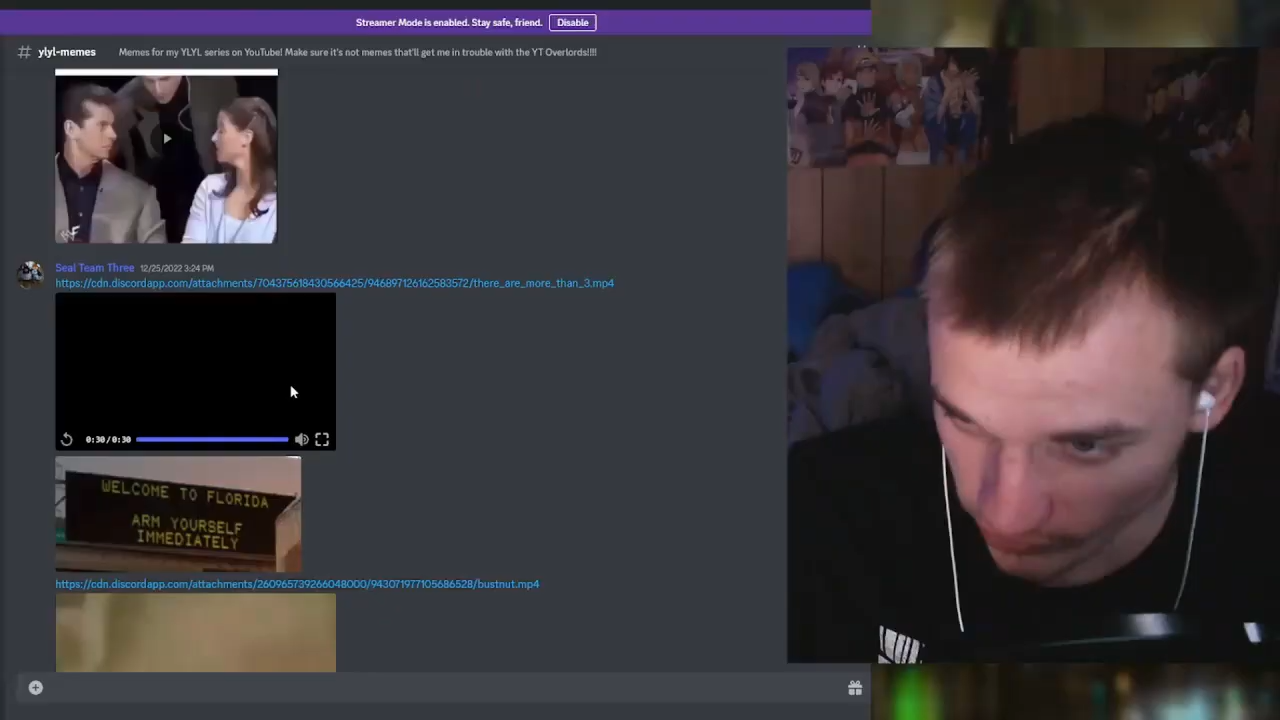 Streamer Mode is enabled. Stay safe, friend. Disable
# ylyl-memes Memes for my YLYL series on YouTube! Make sure it's not memes that'll get me in trouble with the YT Overlords!!!!
Seal Team Three 12/25/2022 3:24 PM
https://cdn.discordapp.com/attachments/704375618430566425/946897126162583572/there_are_more_than_3.mp4
0:30/0:30
WELCOME TO FLORIDA
ARM YOURSELF
IMMEDIATELY
https://cdn.discordapp.com/attachments/260965739266048000/943071977105686528/bustnut.mp4